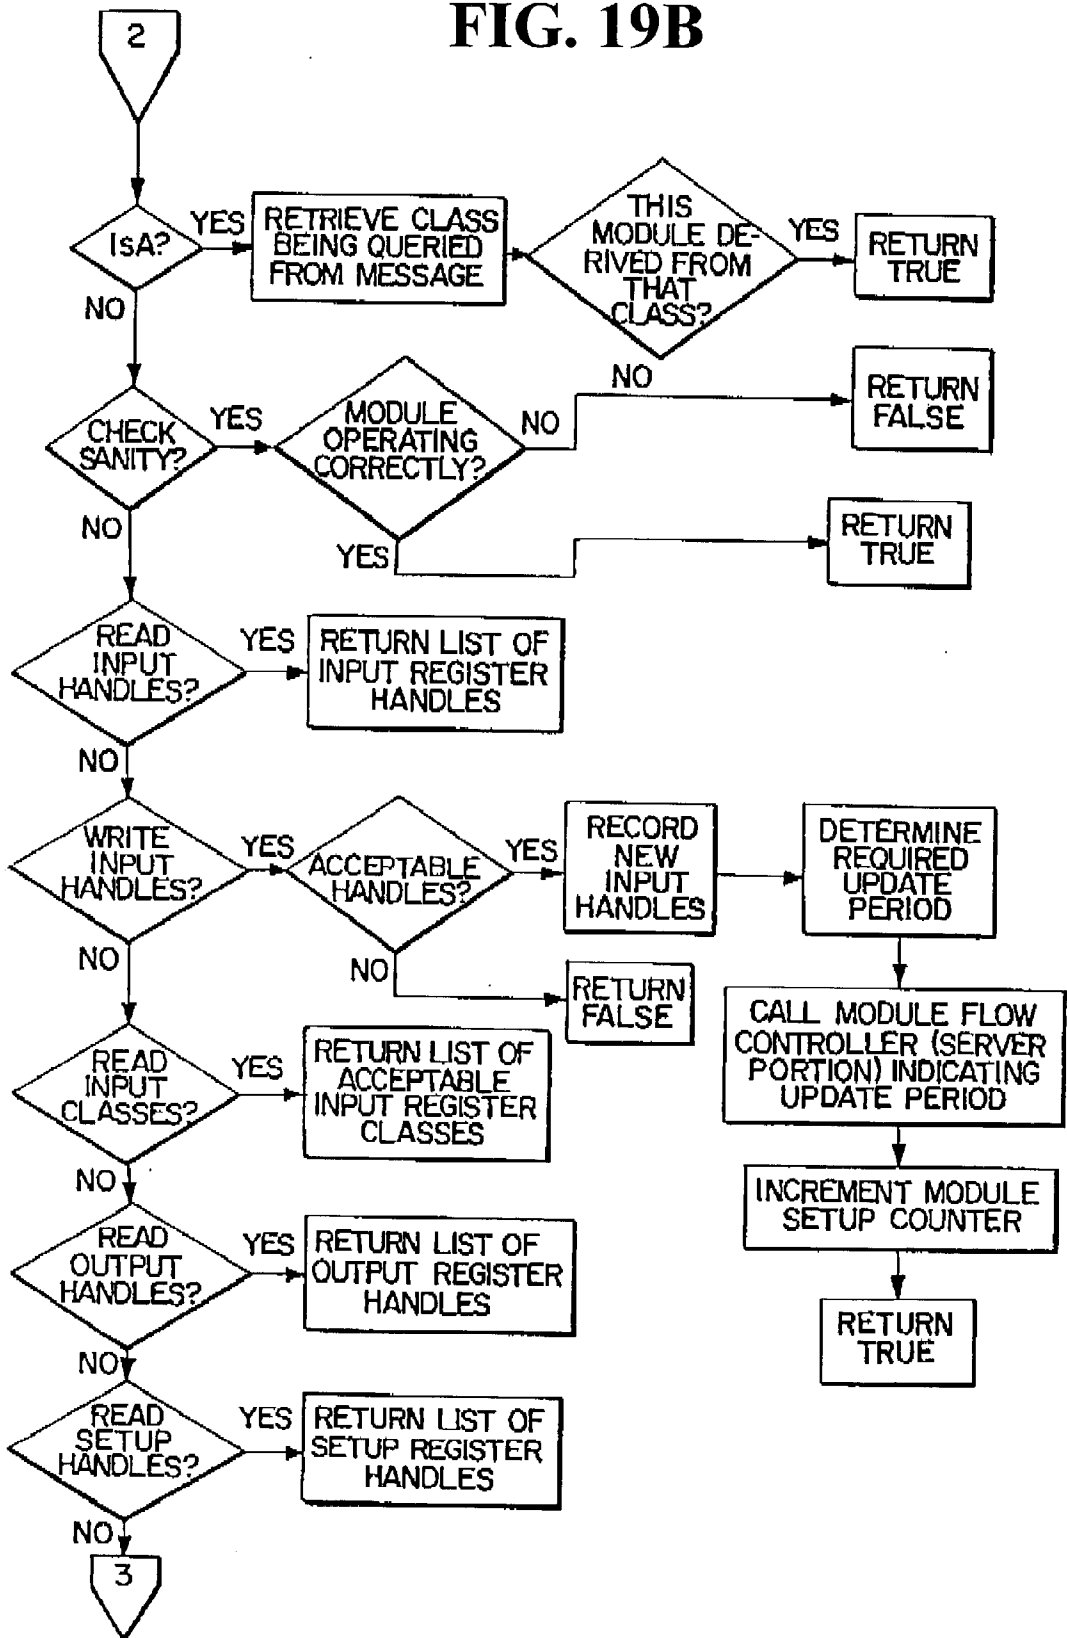 FIG. 19B
2
IsA?
YES
RETRIEVE CLASS
BEING QUERIED
FROM MESSAGE
THIS
MODULE DE-
RIVED FROM
THAT
CLASS?
YES
RETURN
TRUE
NO
NO
RETURN
FALSE
CHECK
SANITY?
YES
MODULE
OPERATING
CORRECTLY?
NO
YES
RETURN
TRUE
NO
READ
INPUT
HANDLES?
YES
RETURN LIST OF
INPUT REGISTER
HANDLES
NO
WRITE
INPUT
HANDLES?
YES
ACCEPTABLE
HANDLES?
YES
RECORD
NEW
INPUT
HANDLES
DETERMINE
REQUIRED
UPDATE
PERIOD
NO
RETURN
FALSE
CALL MODULE FLOW
CONTROLLER (SERVER
PORTION) INDICATING
UPDATE PERIOD
INCREMENT MODULE
SETUP COUNTER
RETURN
TRUE
NO
READ
INPUT
CLASSES?
YES
RETURN LIST OF
ACCEPTABLE
INPUT REGISTER
CLASSES
NO
READ
OUTPUT
HANDLES?
YES
RETURN LIST OF
OUTPUT REGISTER
HANDLES
NO
READ
SETUP
HANDLES?
YES
RETURN LIST OF
SETUP REGISTER
HANDLES
NO
3